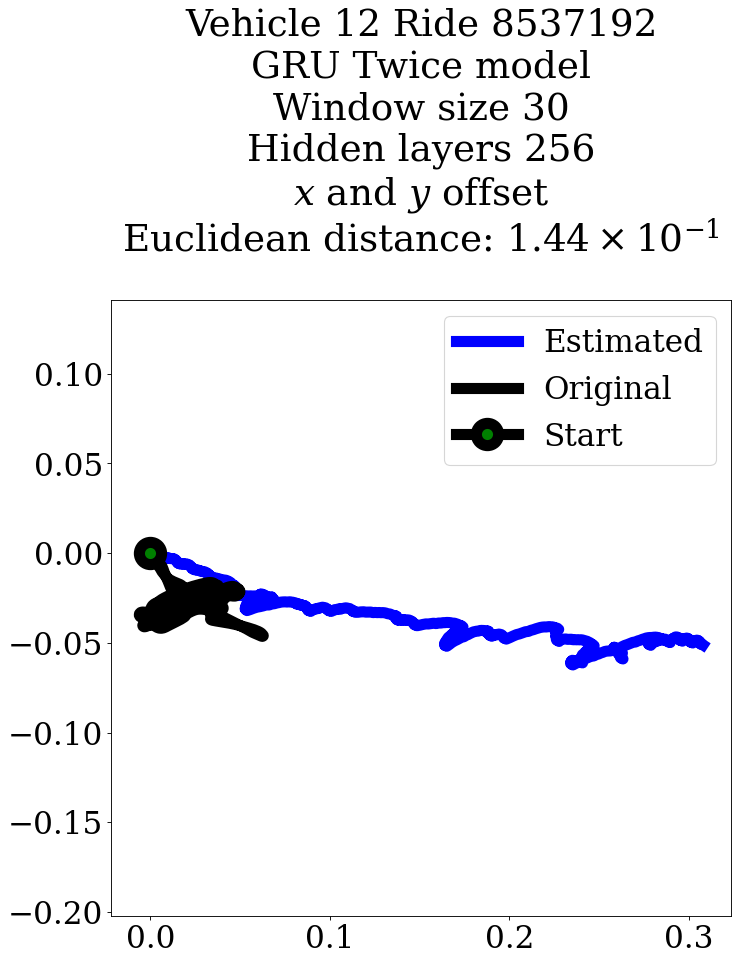 Vehicle 12 Ride 8537192
GRU Twice model
Window size 30
Hidden layers 256
x and y offset
Euclidean distance: 1.44 × 10⁻¹
Estimated
Original
Start
0.10
0.05
0.00
−0.05
−0.10
−0.15
−0.20
0.0 0.1 0.2 0.3